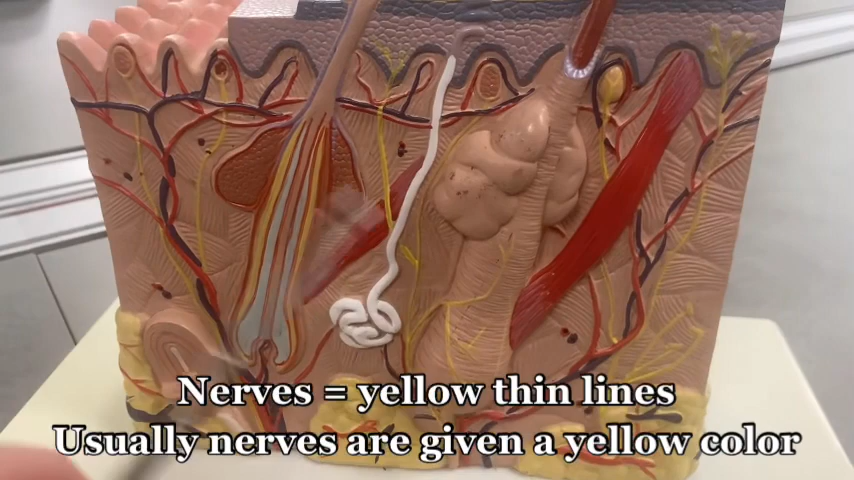 Nerves = yellow thin lines
Usually nerves are given a yellow color